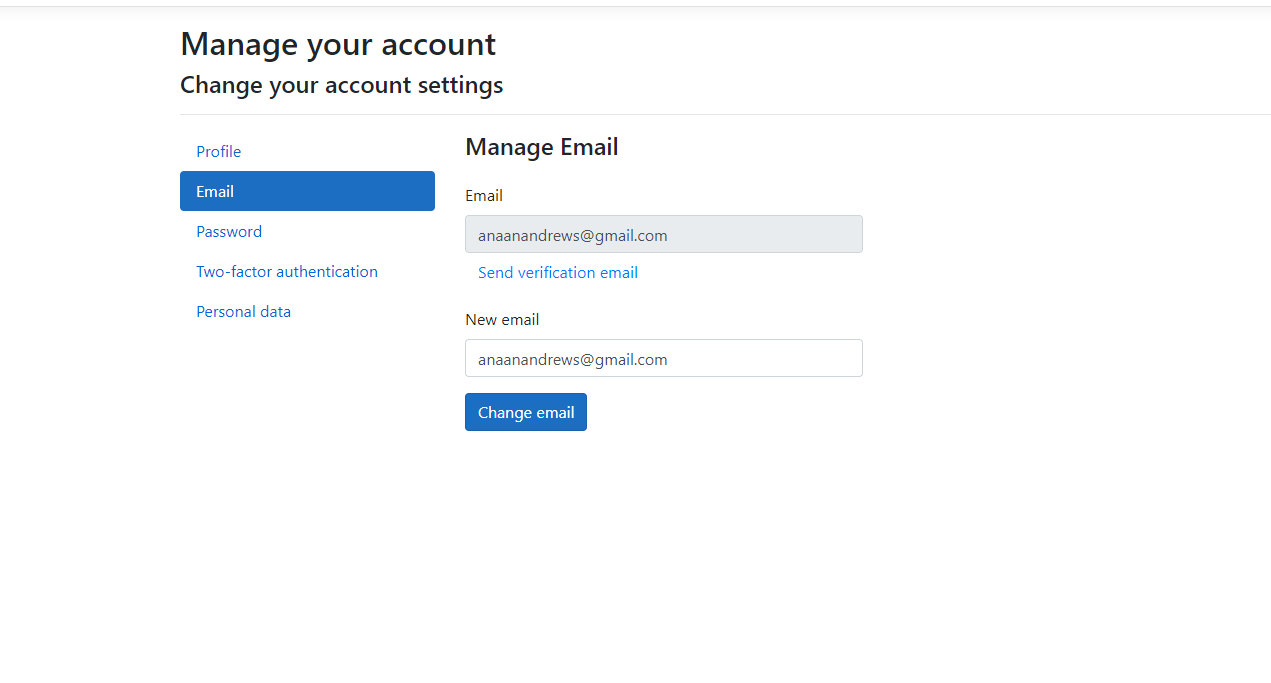 Manage your account
Change your account settings
Profile
Email
Password
Two-factor authentication
Personal data
Manage Email
Email
anaanandrews@gmail.com
Send verification email
New email
anaanandrews@gmail.com
Change email